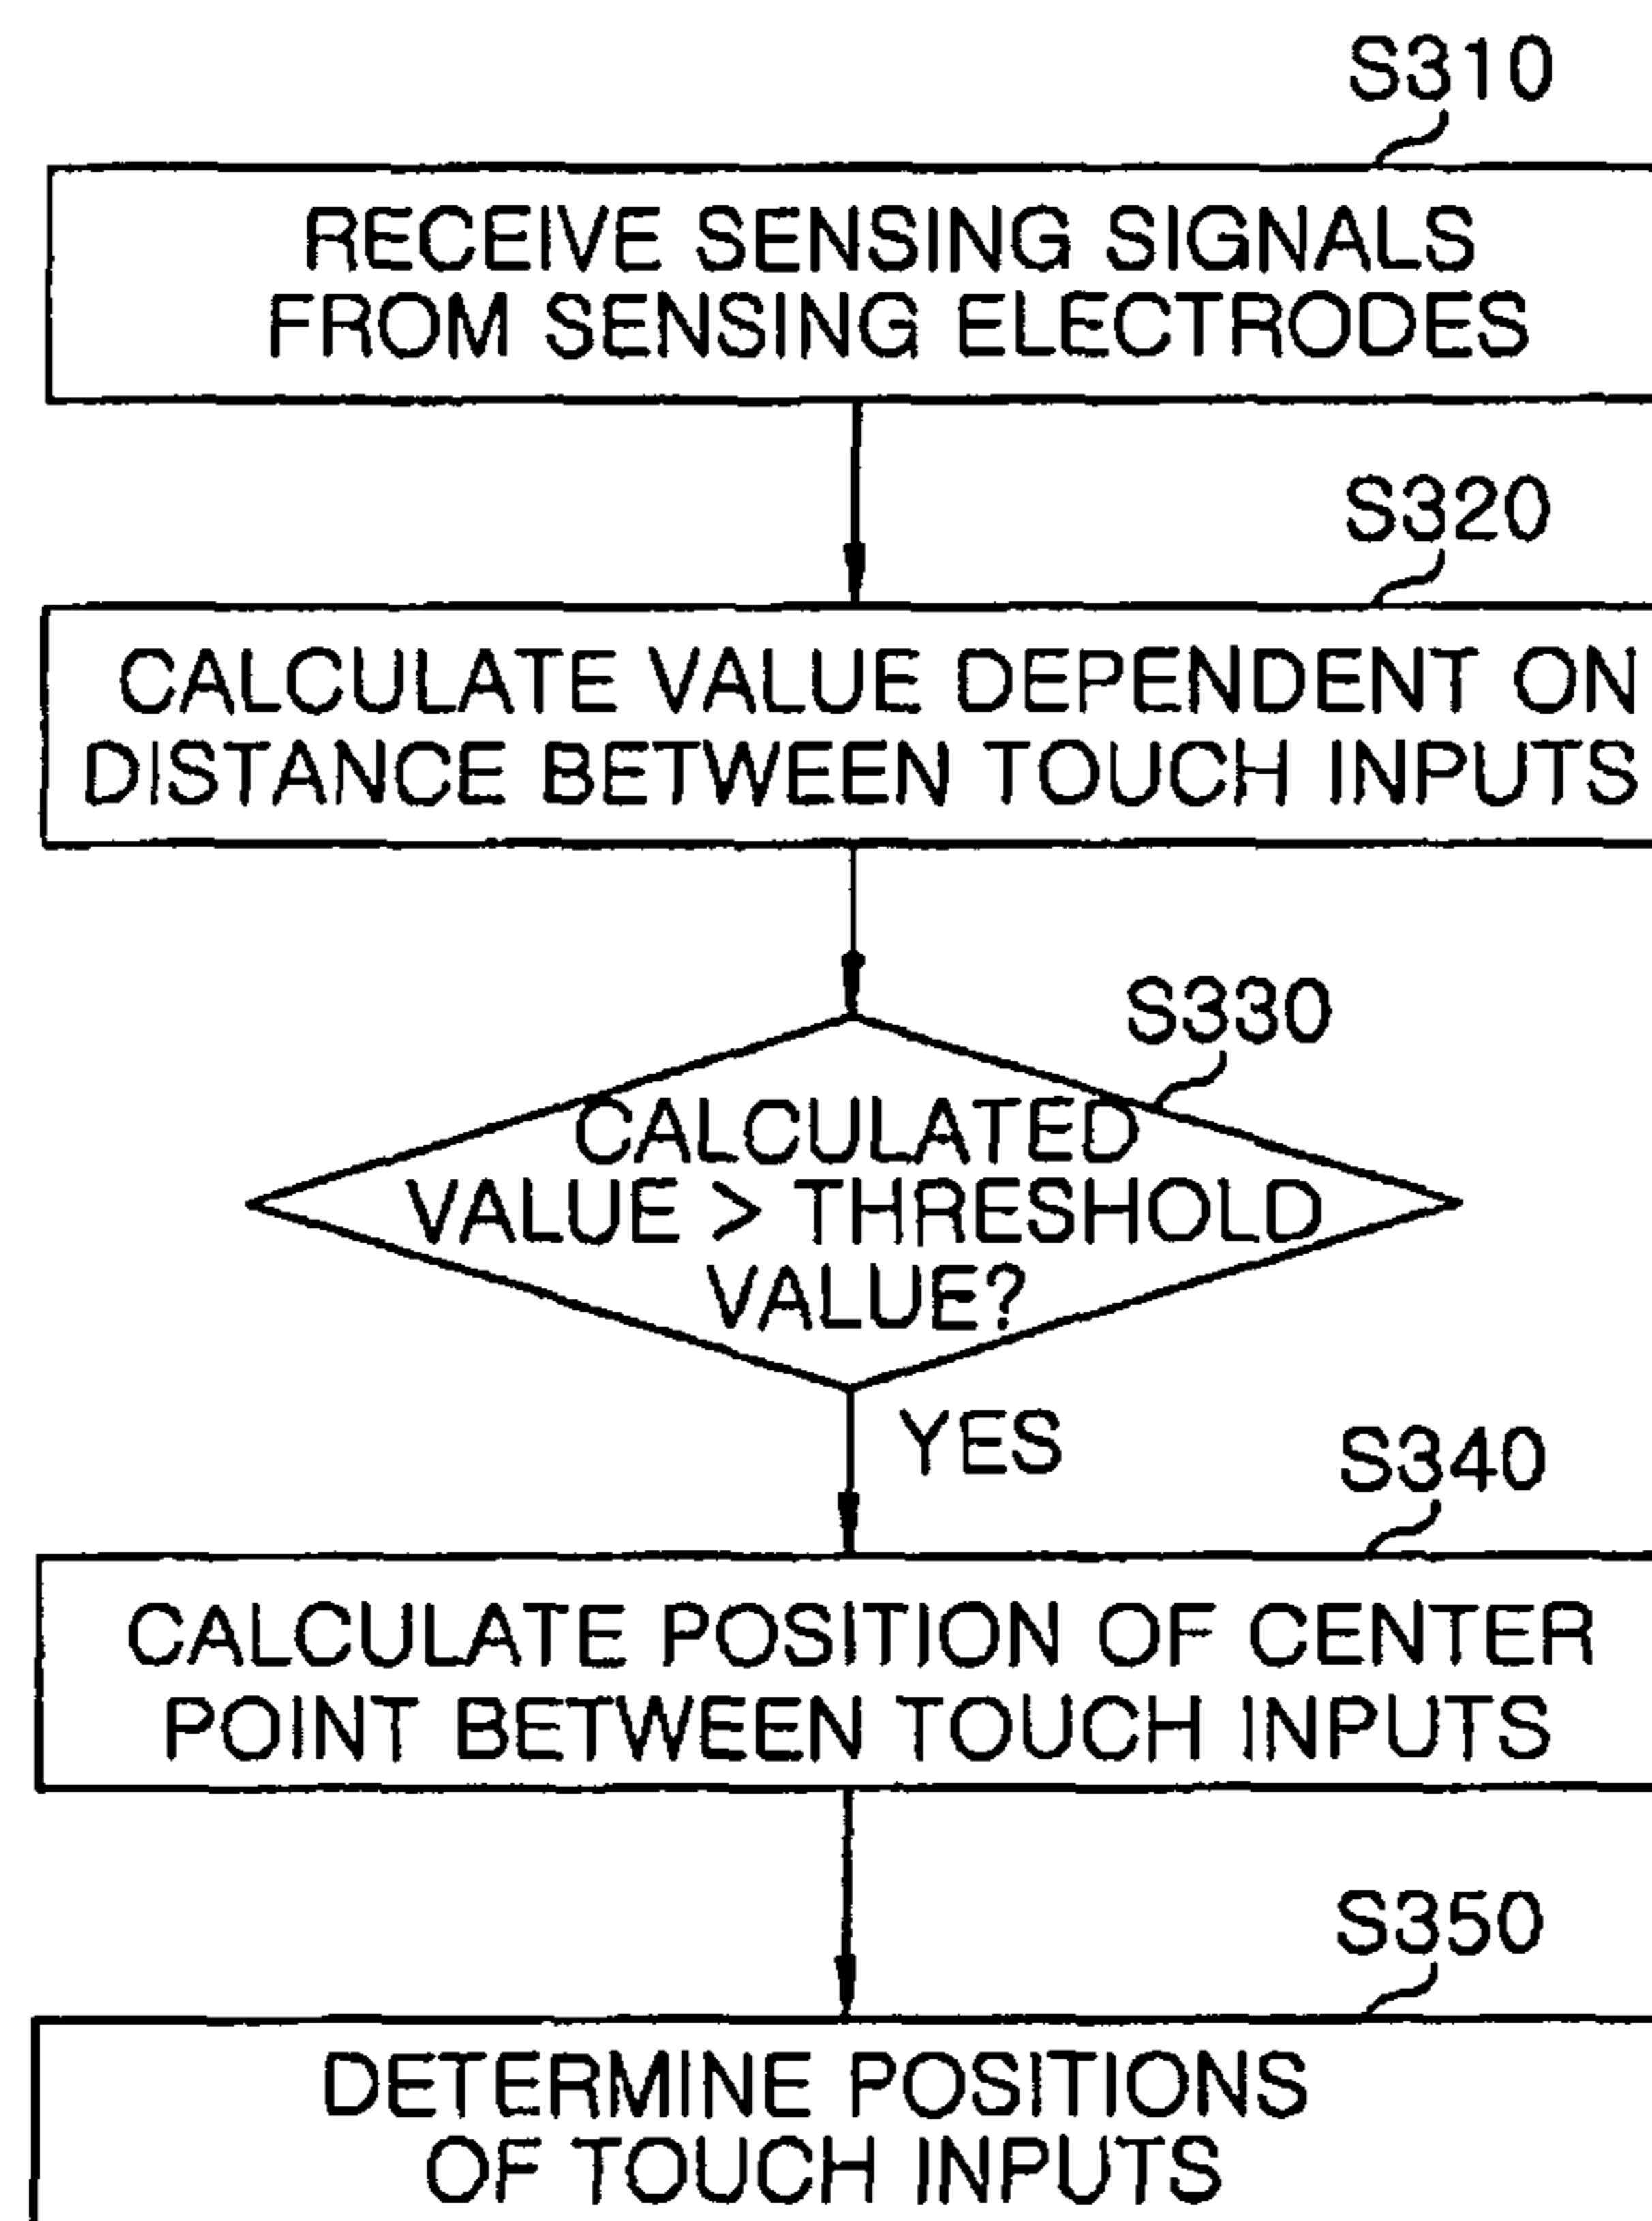 S310
RECEIVE SENSING SIGNALS
FROM SENSING ELECTRODES
S320
CALCULATE VALUE DEPENDENT ON
DISTANCE BETWEEN TOUCH INPUTS
S330
CALCULATED
VALUE > THRESHOLD
VALUE?
YES
S340
CALCULATE POSITION OF CENTER
POINT BETWEEN TOUCH INPUTS
S350
DETERMINE POSITIONS
OF TOUCH INPUTS